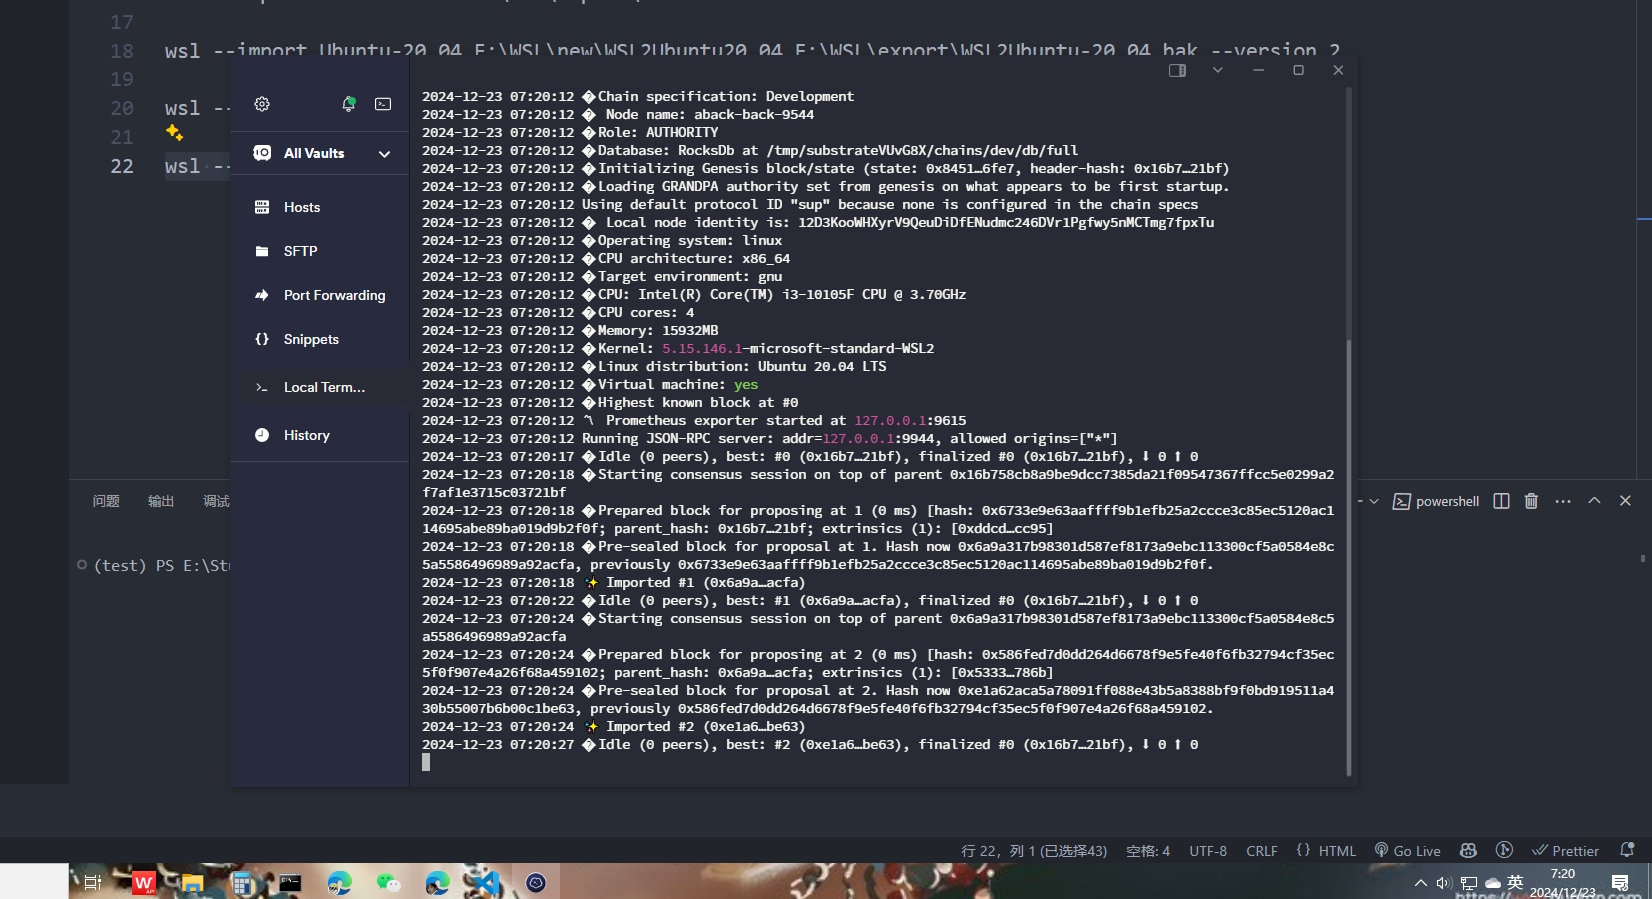 17
18 wsl --import Ubuntu-20.04 E:\WSL\new\WSL2Ubuntu20.04 E:\WSL\export\WSL2Ubuntu-20.04.bak --version 2
19
20 wsl --
21
22 wsl --
All Vaults
Hosts
SFTP
Port Forwarding
Snippets
Local Term...
History
2024-12-23 07:20:12 �Chain specification: Development
2024-12-23 07:20:12 � Node name: aback-back-9544
2024-12-23 07:20:12 �Role: AUTHORITY
2024-12-23 07:20:12 �Database: RocksDb at /tmp/substrateVUvG8X/chains/dev/db/full
2024-12-23 07:20:12 �Initializing Genesis block/state (state: 0x8451…6fe7, header-hash: 0x16b7…21bf)
2024-12-23 07:20:12 �Loading GRANDPA authority set from genesis on what appears to be first startup.
2024-12-23 07:20:12 Using default protocol ID "sup" because none is configured in the chain specs
2024-12-23 07:20:12 � Local node identity is: 12D3KooWHXyrV9QeuDiDfENudmc246DVr1Pgfwy5nMCTmg7fpxTu
2024-12-23 07:20:12 �Operating system: linux
2024-12-23 07:20:12 �CPU architecture: x86_64
2024-12-23 07:20:12 �Target environment: gnu
2024-12-23 07:20:12 �CPU: Intel(R) Core(TM) i3-10105F CPU @ 3.70GHz
2024-12-23 07:20:12 �CPU cores: 4
2024-12-23 07:20:12 �Memory: 15932MB
2024-12-23 07:20:12 �Kernel: 5.15.146.1-microsoft-standard-WSL2
2024-12-23 07:20:12 �Linux distribution: Ubuntu 20.04 LTS
2024-12-23 07:20:12 �Virtual machine: yes
2024-12-23 07:20:12 �Highest known block at #0
2024-12-23 07:20:12 〽 Prometheus exporter started at 127.0.0.1:9615
2024-12-23 07:20:12 Running JSON-RPC server: addr=127.0.0.1:9944, allowed origins=["*"]
2024-12-23 07:20:17 �Idle (0 peers), best: #0 (0x16b7…21bf), finalized #0 (0x16b7…21bf), ⬇ 0 ⬆ 0
2024-12-23 07:20:18 �Starting consensus session on top of parent 0x16b758cb8a9be9dcc7385da21f09547367ffcc5e0299a2
f7af1e3715c03721bf
2024-12-23 07:20:18 �Prepared block for proposing at 1 (0 ms) [hash: 0x6733e9e63aaffff9b1efb25a2ccce3c85ec5120ac1
14695abe89ba019d9b2f0f; parent_hash: 0x16b7…21bf; extrinsics (1): [0xddcd…cc95]
2024-12-23 07:20:18 �Pre-sealed block for proposal at 1. Hash now 0x6a9a317b98301d587ef8173a9ebc113300cf5a0584e8c
5a5586496989a92acfa, previously 0x6733e9e63aaffff9b1efb25a2ccce3c85ec5120ac114695abe89ba019d9b2f0f.
2024-12-23 07:20:18 ✨ Imported #1 (0x6a9a…acfa)
2024-12-23 07:20:22 �Idle (0 peers), best: #1 (0x6a9a…acfa), finalized #0 (0x16b7…21bf), ⬇ 0 ⬆ 0
2024-12-23 07:20:24 �Starting consensus session on top of parent 0x6a9a317b98301d587ef8173a9ebc113300cf5a0584e8c5
a5586496989a92acfa
2024-12-23 07:20:24 �Prepared block for proposing at 2 (0 ms) [hash: 0x586fed7d0dd264d6678f9e5fe40f6fb32794cf35ec
5f0f907e4a26f68a459102; parent_hash: 0x6a9a…acfa; extrinsics (1): [0x5333…786b]
2024-12-23 07:20:24 �Pre-sealed block for proposal at 2. Hash now 0xe1a62aca5a78091ff088e43b5a8388bf9f0bd919511a4
30b55007b6b00c1be63, previously 0x586fed7d0dd264d6678f9e5fe40f6fb32794cf35ec5f0f907e4a26f68a459102.
2024-12-23 07:20:24 ✨ Imported #2 (0xe1a6…be63)
2024-12-23 07:20:27 �Idle (0 peers), best: #2 (0xe1a6…be63), finalized #0 (0x16b7…21bf), ⬇ 0 ⬆ 0
问题 输出 调试
powershell
(test) PS E:\St
行 22，列 1 (已选择43) 空格: 4 UTF-8 CRLF {} HTML Go Live Prettier
英
7:20
2024/12/23